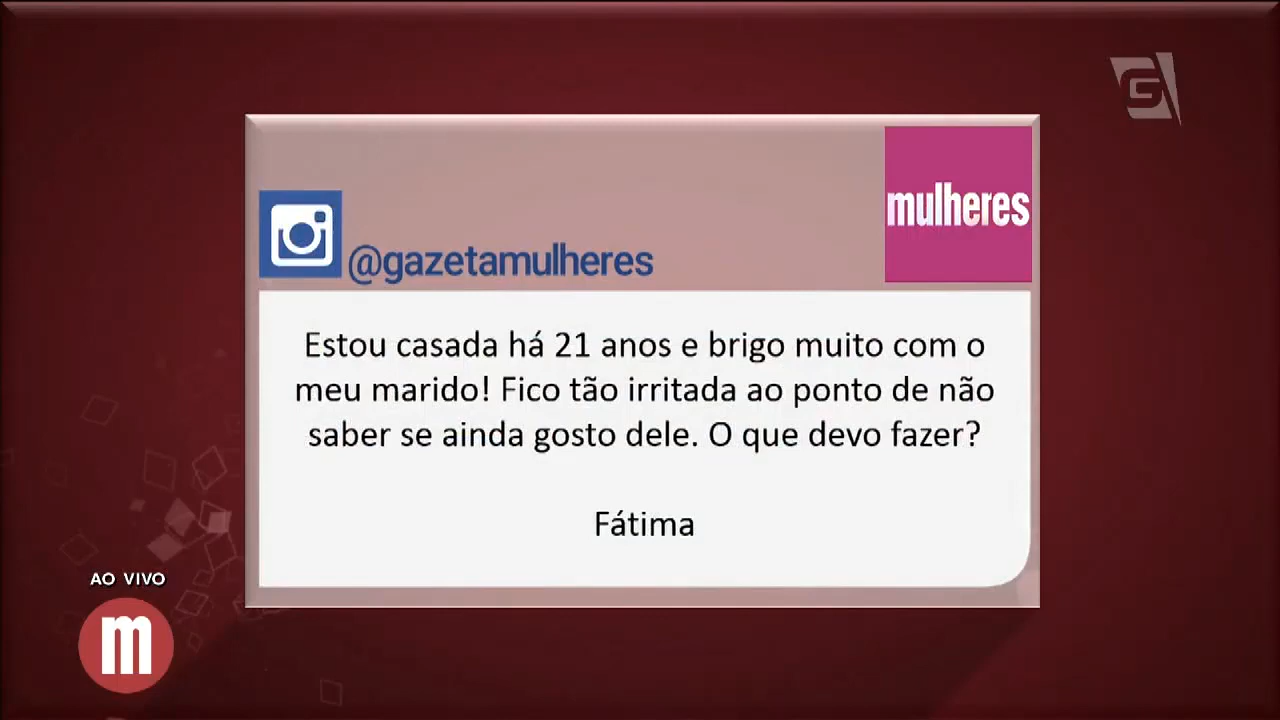 G
mulheres
@gazetamulheres
Estou casada há 21 anos e brigo muito com o
meu marido! Fico tão irritada ao ponto de não
saber se ainda gosto dele. O que devo fazer?
Fátima
AO VIVO
m